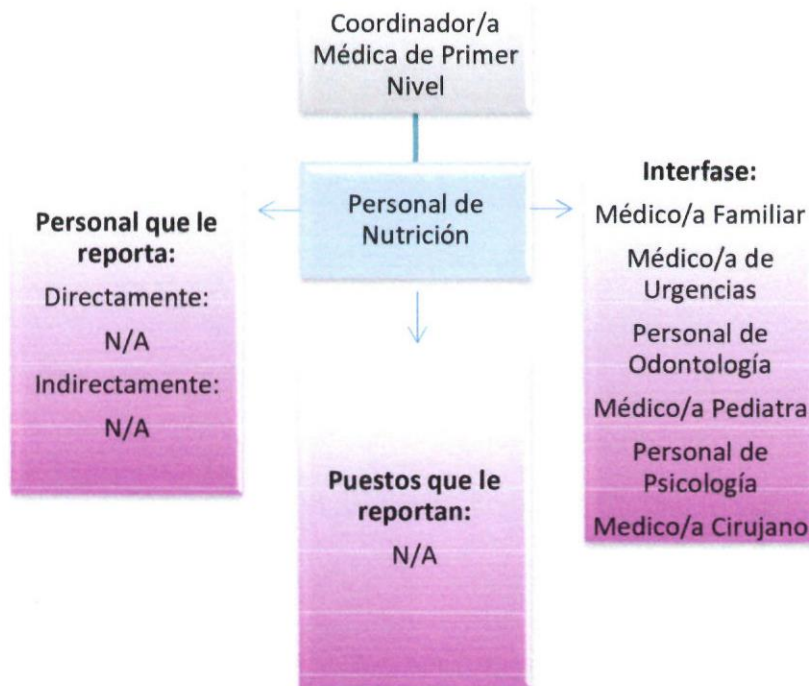 Coordinador/a
Médica de Primer
Nivel
Personal de
Nutrición
Personal que le
reporta:
Directamente:
N/A
Indirectamente:
N/A
Puestos que le
reportan:
N/A
Interfase:
Médico/a Familiar
Médico/a de
Urgencias
Personal de
Odontología
Médico/a Pediatra
Personal de
Psicología
Medico/a Cirujano